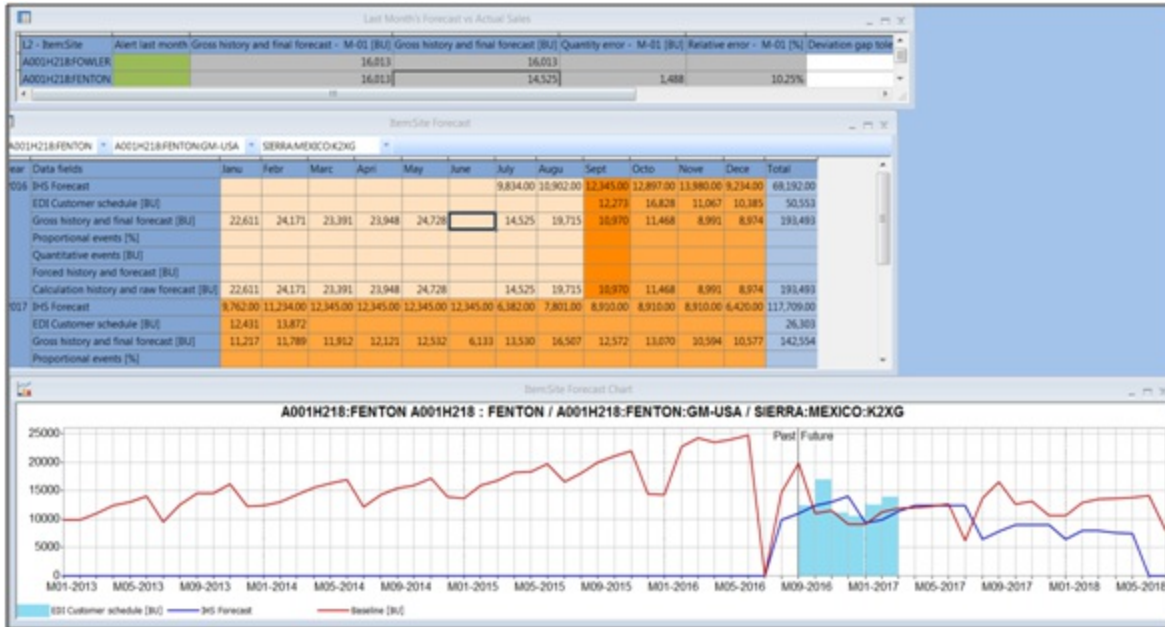 Last Month's Forecast vs Actual Sales
L2 - Item:Site Alert last month Gross history and final forecast - M-01 [BU] Gross history and final forecast [BU] Quantity error - M-01 [BU] Relative error - M-01 [%] Deviation gap tole
A001H218:FOWLER 16,013 16,013
A001H218:FENTON 16,013 14,525 1,488 10.25%
Item:Site Forecast
A001H218:FENTON A001H218:FENTON:GM-USA SIERRA:MEXICO:K2XG
ear Data fields Janu Febr Marc Apri May June July Augu Sept Octo Nove Dece Total
2016 IHS Forecast 9,834.00 10,902.00 12,345.00 12,897.00 13,980.00 9,234.00 69,192.00
EDI Customer schedule [BU] 12,273 16,828 11,067 10,385 50,553
Gross history and final forecast [BU] 22,611 24,171 23,391 23,948 24,728 14,525 19,715 10,970 11,468 8,991 8,974 193,493
Proportional events [%]
Quantitative events [BU]
Forced history and forecast [BU]
Calculation history and raw forecast [BU] 22,611 24,171 23,391 23,948 24,728 14,525 19,715 10,970 11,468 8,991 8,974 193,493
2017 IHS Forecast 9,762.00 11,234.00 12,345.00 12,345.00 12,345.00 12,345.00 6,382.00 7,801.00 8,910.00 8,910.00 8,910.00 6,420.00 117,709.00
EDI Customer schedule [BU] 12,431 13,872 26,303
Gross history and final forecast [BU] 11,217 11,789 11,912 12,121 12,532 6,133 13,530 16,507 12,572 13,070 10,594 10,577 142,554
Proportional events [%]
Item:Site Forecast Chart
A001H218:FENTON A001H218 : FENTON / A001H218:FENTON:GM-USA / SIERRA:MEXICO:K2XG
Past Future
25000
20000
15000
10000
5000
0
M01-2013 M05-2013 M09-2013 M01-2014 M05-2014 M09-2014 M01-2015 M05-2015 M09-2015 M01-2016 M05-2016 M09-2016 M01-2017 M05-2017 M09-2017 M01-2018 M05-2018
EDI Customer schedule [BU] IHS Forecast Baseline [BU]